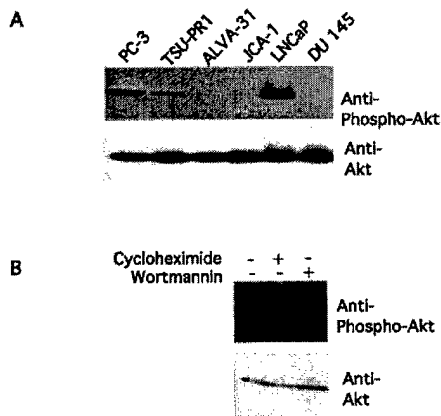 A
PC-3 TSU-PR1 ALVA-31 JCA-1 LNCaP DU 145
Anti-
Phospho-Akt
Anti-
Akt
B
Cycloheximide - + -
Wortmannin - - +
Anti-
Phospho-Akt
Anti-
Akt